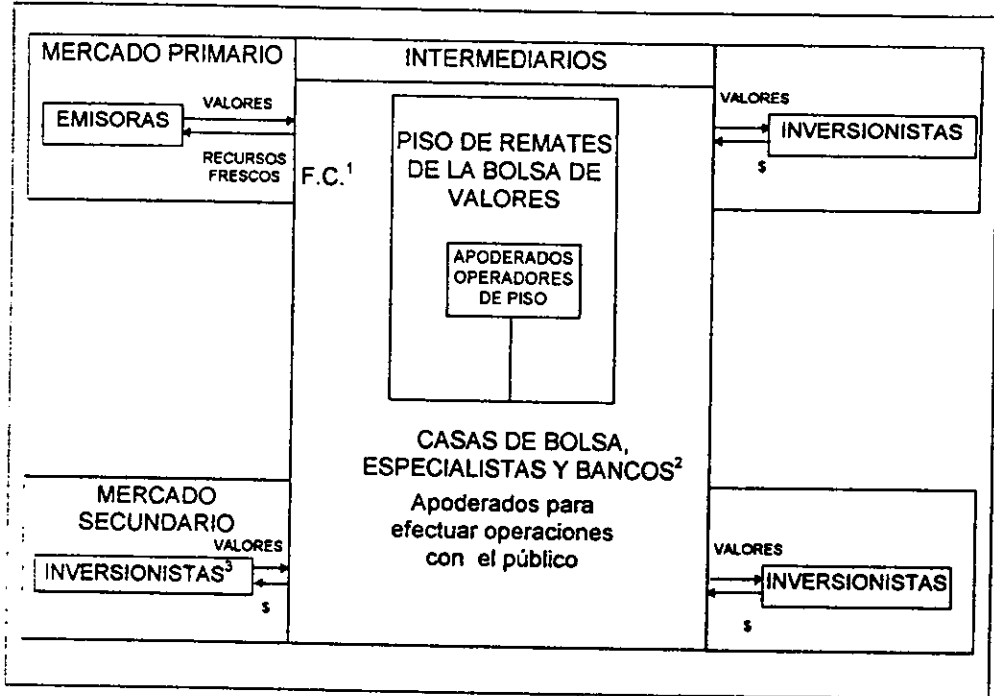 MERCADO PRIMARIO
EMISORAS
VALORES
RECURSOS
FRESCOS
F.C.¹
INTERMEDIARIOS
PISO DE REMATES
DE LA BOLSA DE
VALORES
APODERADOS
OPERADORES
DE PISO
VALORES
INVERSIONISTAS
$
CASAS DE BOLSA,
ESPECIALISTAS Y BANCOS²
Apoderados para
efectuar operaciones
con el público
MERCADO
SECUNDARIO
VALORES
INVERSIONISTAS³
$
VALORES
INVERSIONISTAS
$